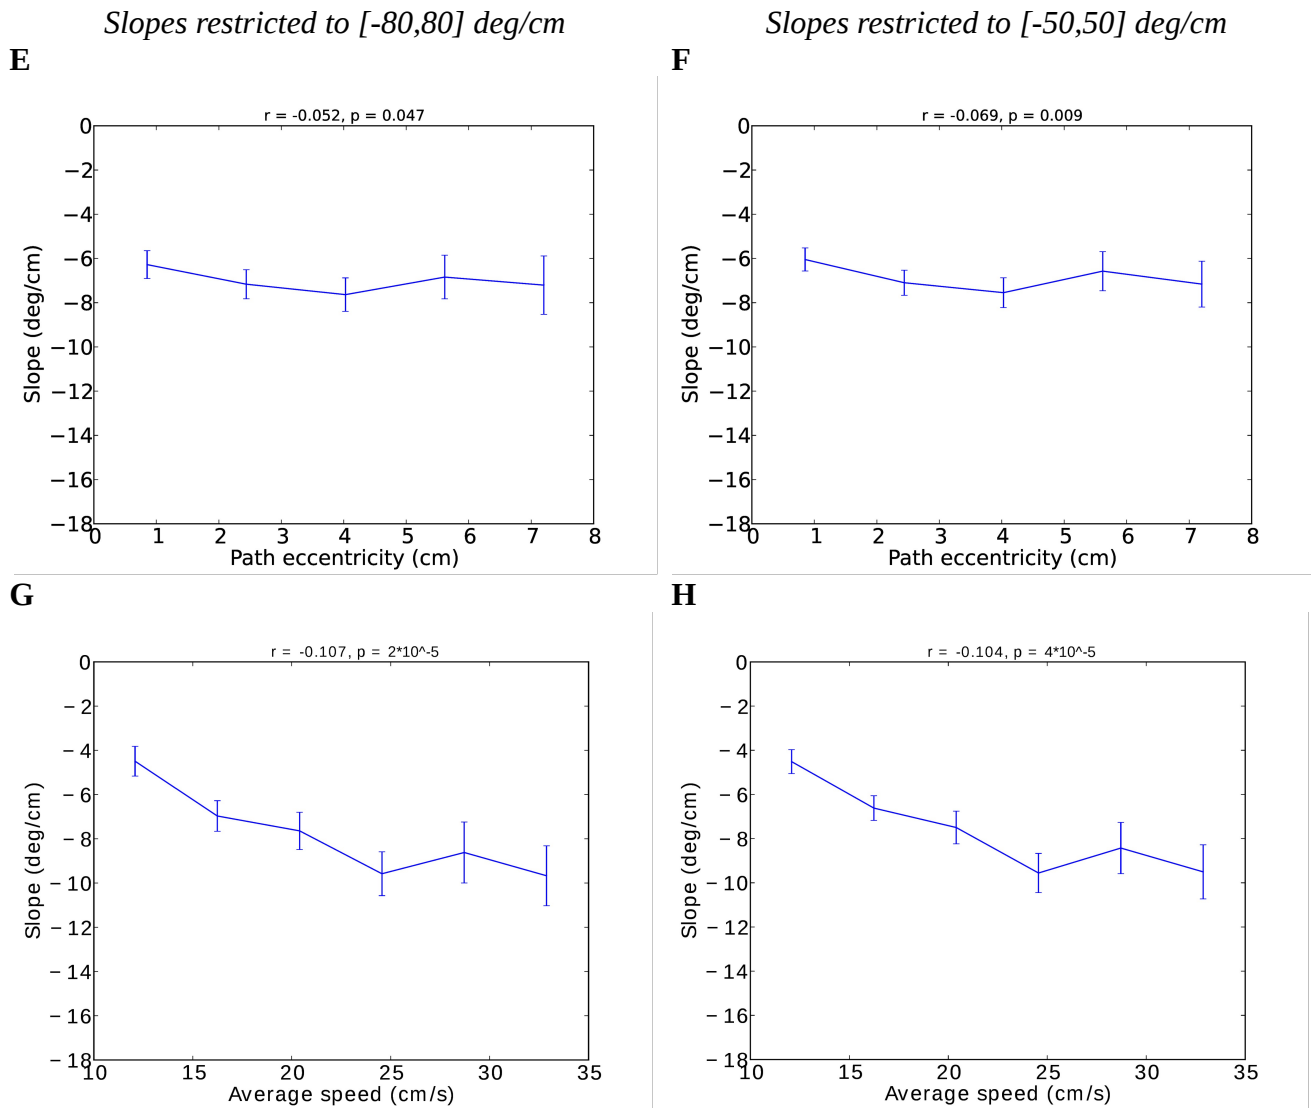 Slopes restricted to [-80,80] deg/cm
Slopes restricted to [-50,50] deg/cm
E
r = -0.052, p = 0.047
0
−2
−4
−6
−8
−10
−12
−14
−16
−18
Slope (deg/cm)
0 1 2 3 4 5 6 7 8
Path eccentricity (cm)
F
r = -0.069, p = 0.009
0
−2
−4
−6
−8
−10
−12
−14
−16
−18
Slope (deg/cm)
0 1 2 3 4 5 6 7 8
Path eccentricity (cm)
G
r = -0.107, p = 2*10^-5
0
−2
−4
−6
−8
−10
−12
−14
−16
−18
Slope (deg/cm)
10 15 20 25 30 35
Average speed (cm/s)
H
r = -0.104, p = 4*10^-5
0
−2
−4
−6
−8
−10
−12
−14
−16
−18
Slope (deg/cm)
10 15 20 25 30 35
Average speed (cm/s)